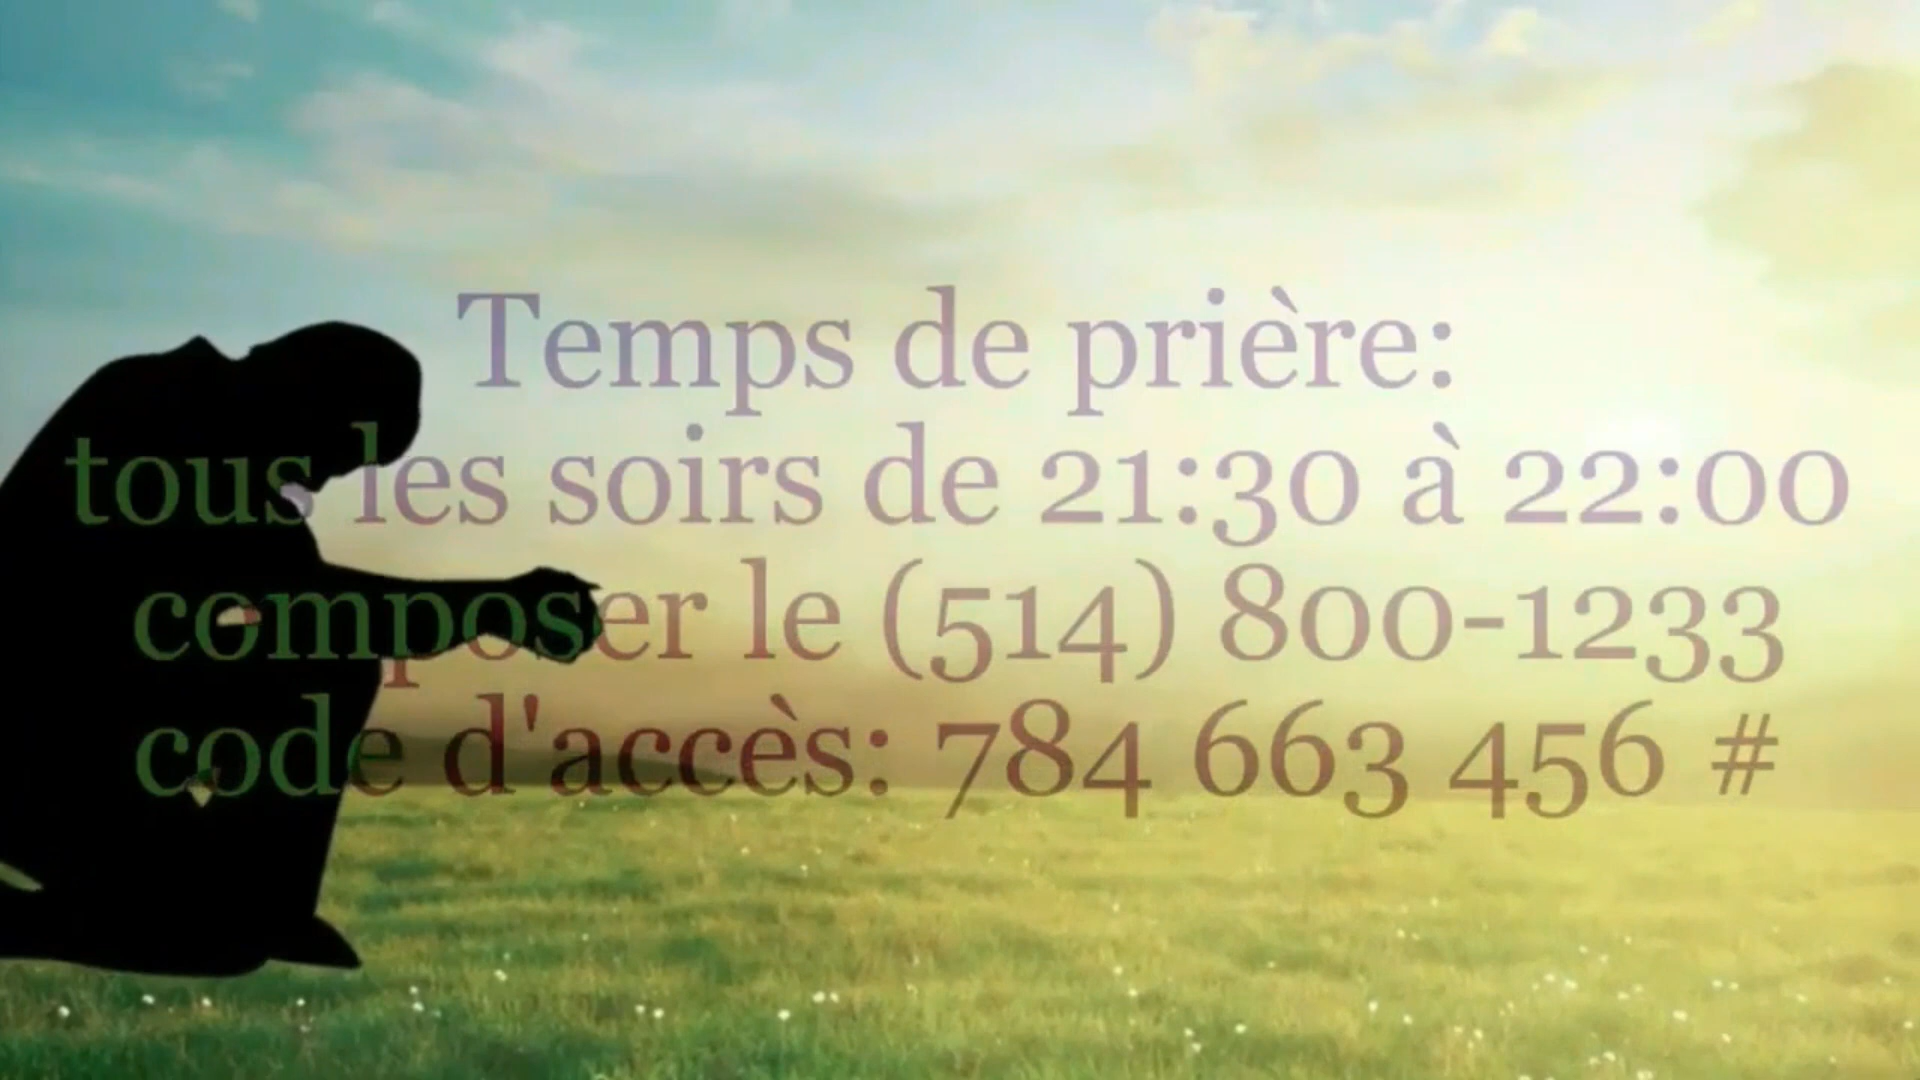 Temps de prière:
tous les soirs de 21:30 à 22:00
composer le (514) 800-1233
code d'accès: 784 663 456 #